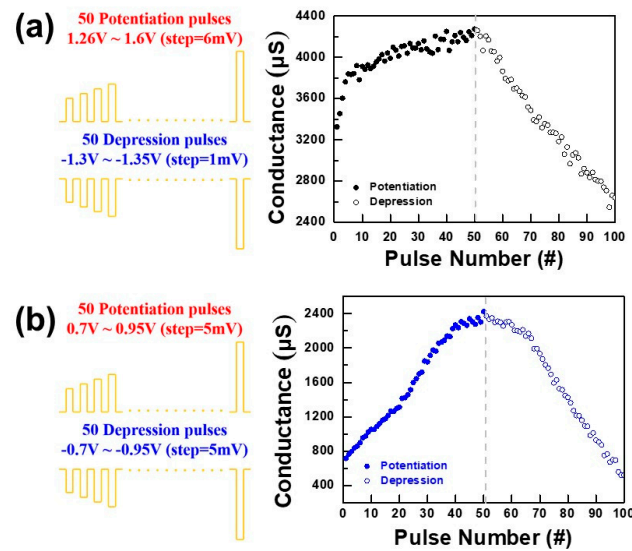 (a)
50 Potentiation pulses
1.26V ~ 1.6V (step=6mV)
50 Depression pulses
-1.3V ~ -1.35V (step=1mV)
Conductance (µS)
4400
4000
3600
3200
2800
2400
Potentiation
Depression
0 10 20 30 40 50 60 70 80 90 100
Pulse Number (#)
(b)
50 Potentiation pulses
0.7V ~ 0.95V (step=5mV)
50 Depression pulses
-0.7V ~ -0.95V (step=5mV)
Conductance (µS)
2400
2000
1600
1200
800
400
Potentiation
Depression
0 10 20 30 40 50 60 70 80 90 100
Pulse Number (#)